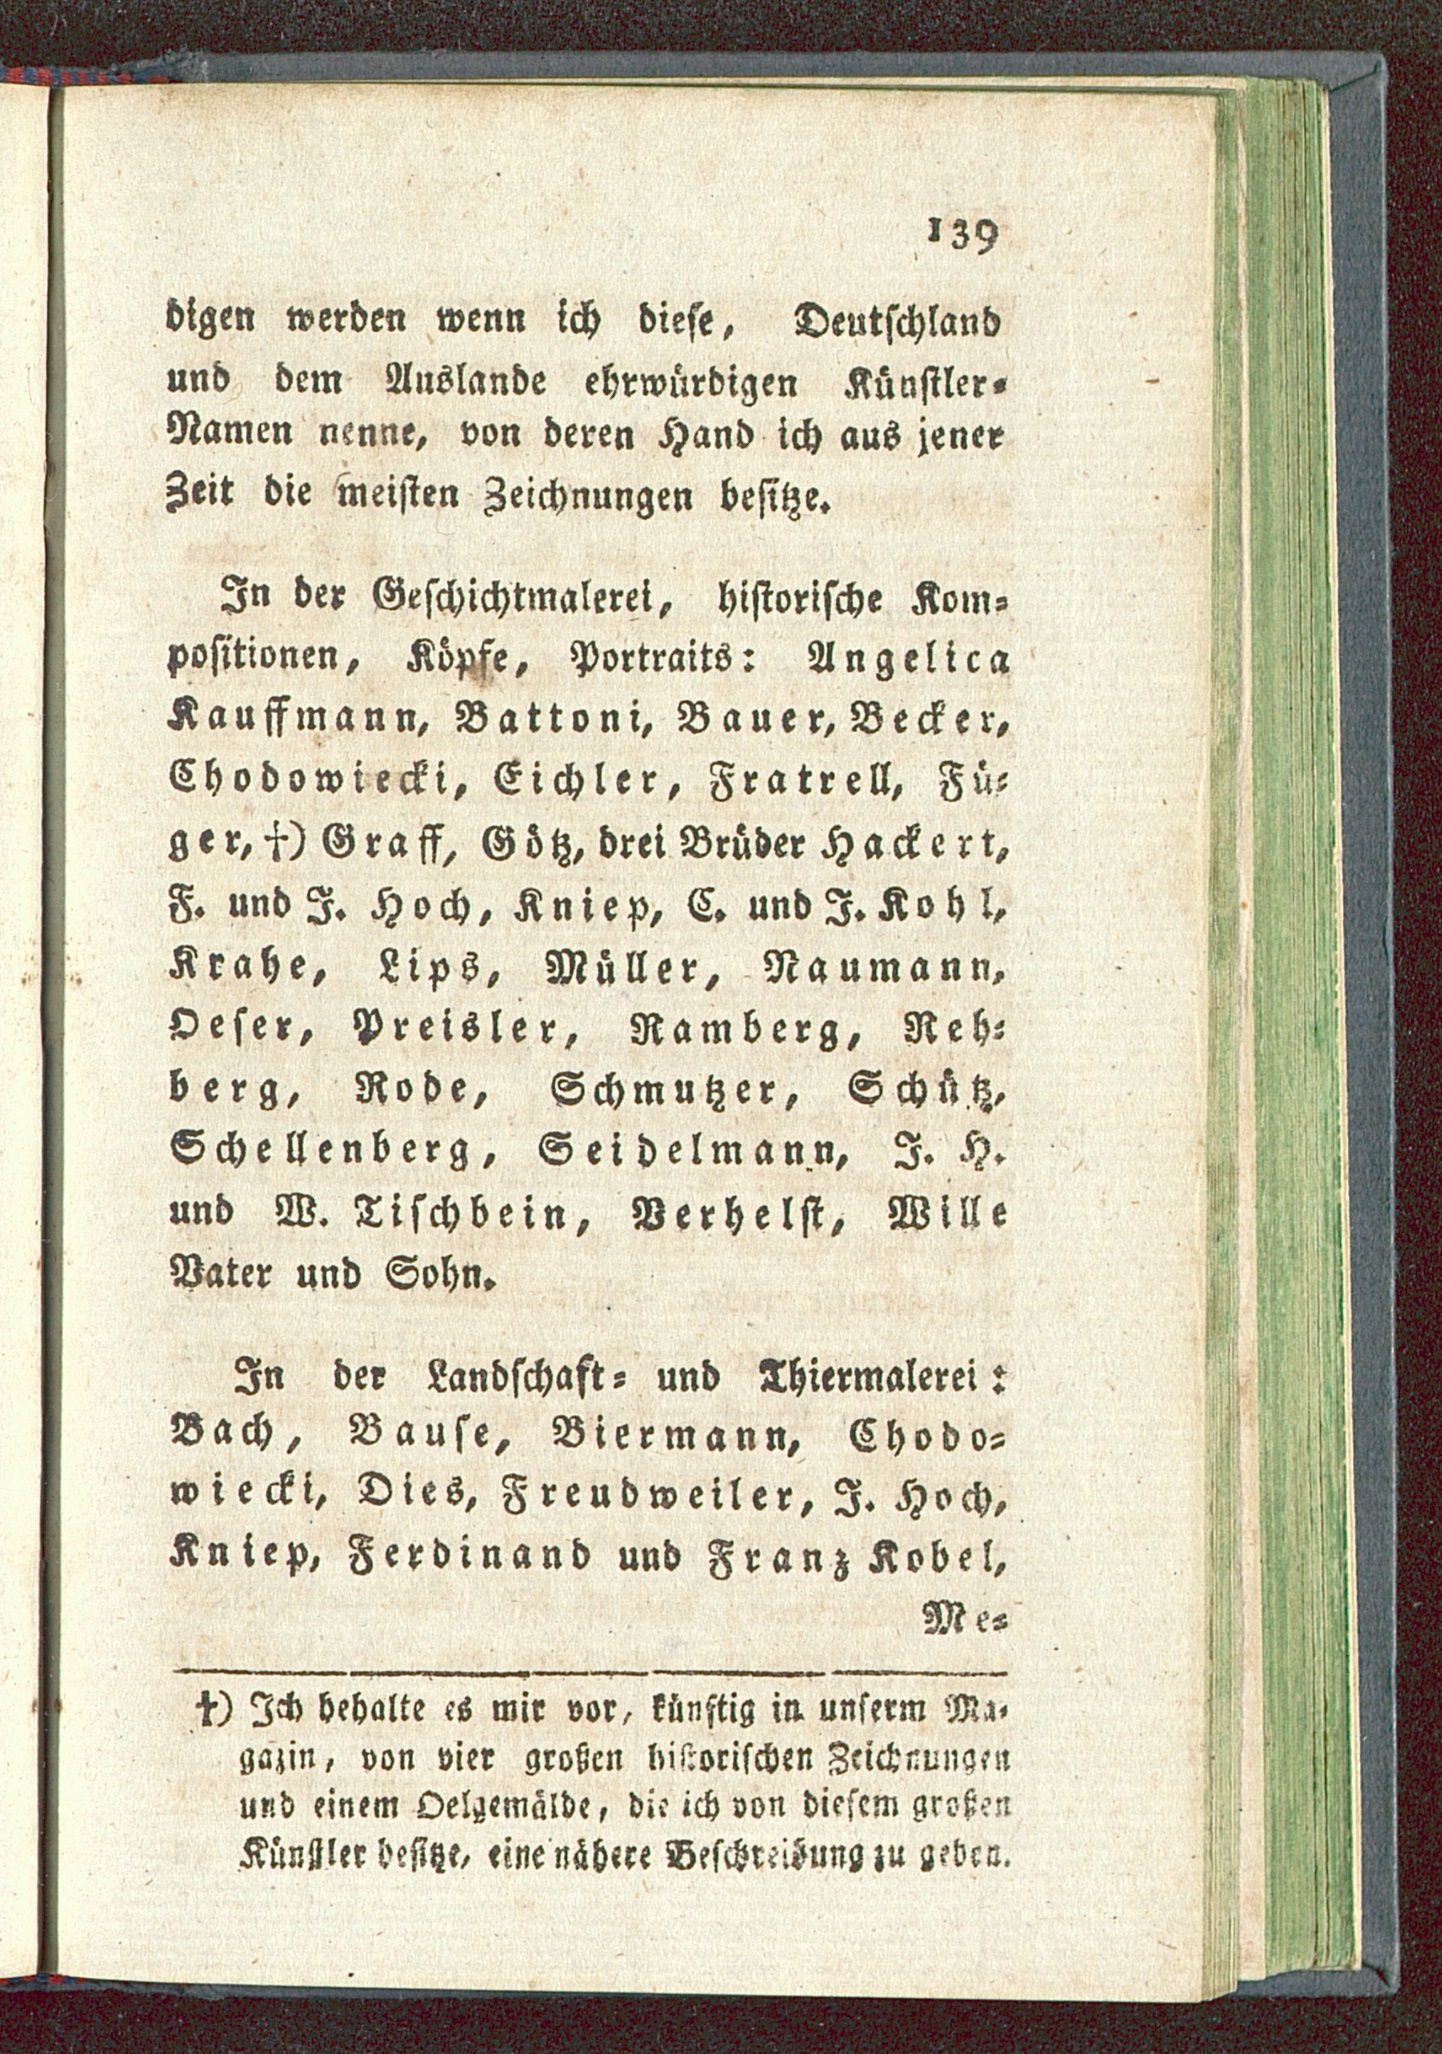 139
digen werden wenn ich diese, Deutschland
und dem Auslande ehrwürdigen Künstler-
Namen nenne, von deren Hand ich aus jener
Zeit die meisten Zeichnungen besitze.
In der Geschichtmalerei, historische Kom-
positionen, Köpfe, Portraits: Angelica
Kauffmann, Battoni, Bauer, Becker,
Chodowiecki, Eichler, Fratrell, Fü-
ger,†) Graff, Götz, drei Brüder Hackert,
F. und J. Hoch, Kniep, C. und J. Kohl,
Krahe, Lips, Müller, Naumann,
Oeser, Preisler, Ramberg, Reh-
berg, Rode, Schmutzer, Schütz,
Schellenberg, Seidelmann, J. H.
und W. Tischbein, Verhelst, Wille
Vater und Sohn.
In der Landschaft- und Thiermalerei:
Bach, Bause, Biermann, Chodo-
wiecki, Dies, Freudweiler, J. Hoch,
Kniep, Ferdinand und Franz Kobel,
Me-
†) Ich behalte es mir vor, künftig in unserm Ma-
gazin, von vier großen historischen Zeichnungen
und einem Oelgemälde, die ich von diesem großen
Künstler besitze, eine nähere Beschreibung zu geben.